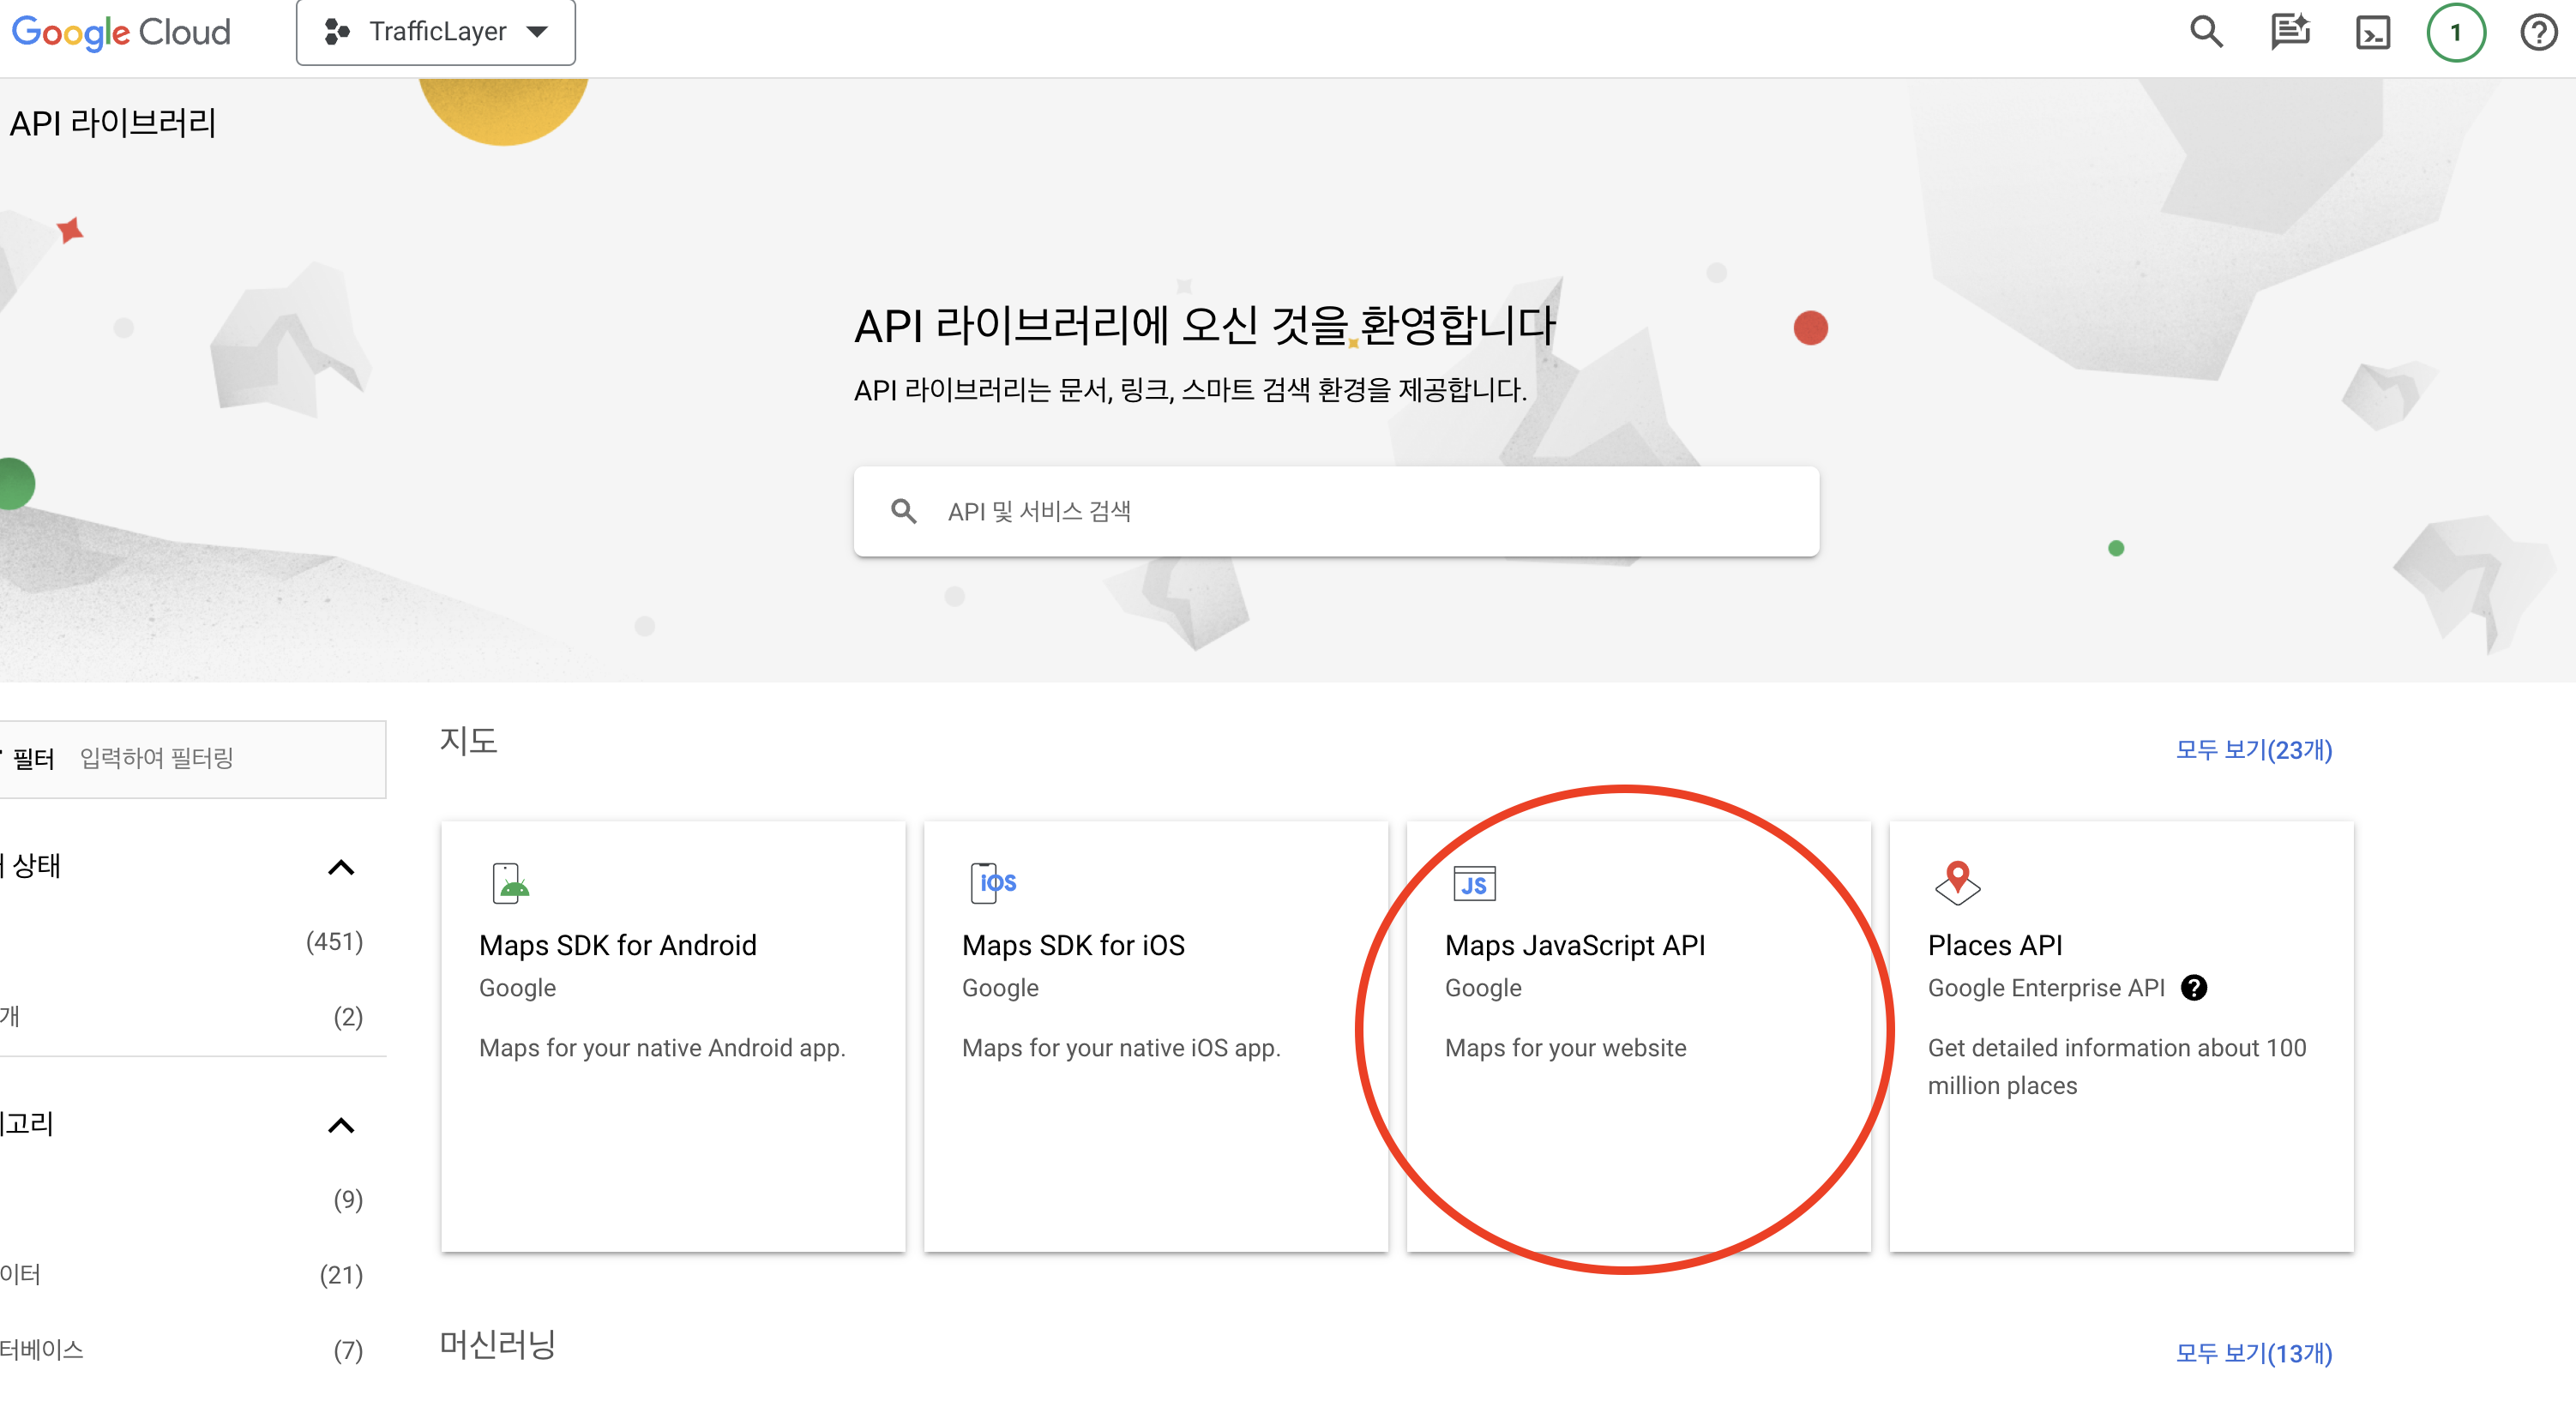 Google Cloud
TrafficLayer
1
API 라이브러리
API 라이브러리에 오신 것을 환영합니다
API 라이브러리는 문서, 링크, 스마트 검색 환경을 제공합니다.
API 및 서비스 검색
필터 입력하여 필터링
상태
(451)
개 (2)
(9)
이터 (21)
터베이스 (7)
지도
모두 보기(23개)
Maps SDK for Android
Google
Maps for your native Android app.
iOS
Maps SDK for iOS
Google
Maps for your native iOS app.
JS
Maps JavaScript API
Google
Maps for your website
Places API
Google Enterprise API
Get detailed information about 100
million places
머신러닝
모두 보기(13개)